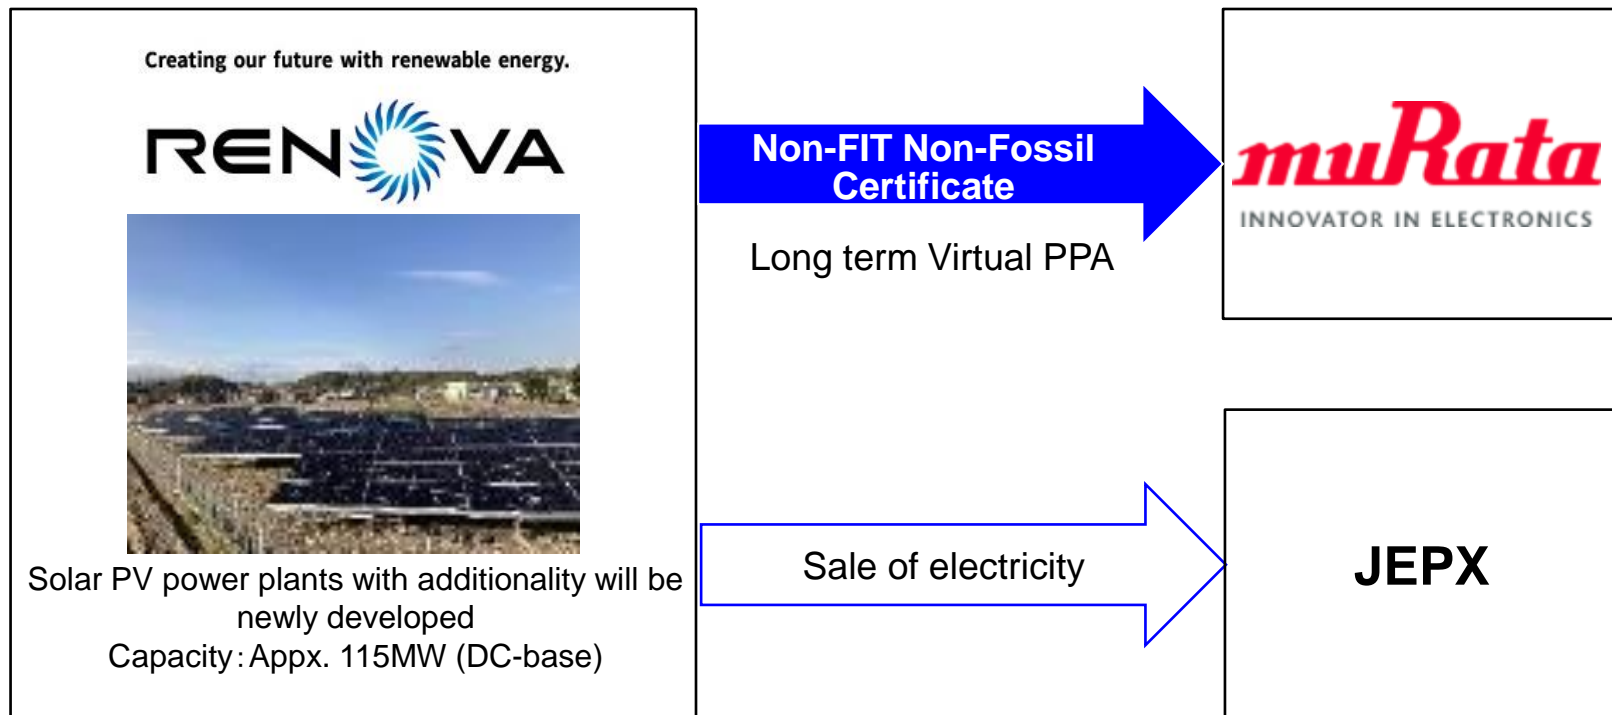 Creating our future with renewable energy.
RENOVA
Solar PV power plants with additionality will be
newly developed
Capacity：Appx. 115MW (DC-base)
Non-FIT Non-Fossil
Certificate
Long term Virtual PPA
muRata
INNOVATOR IN ELECTRONICS
Sale of electricity
JEPX